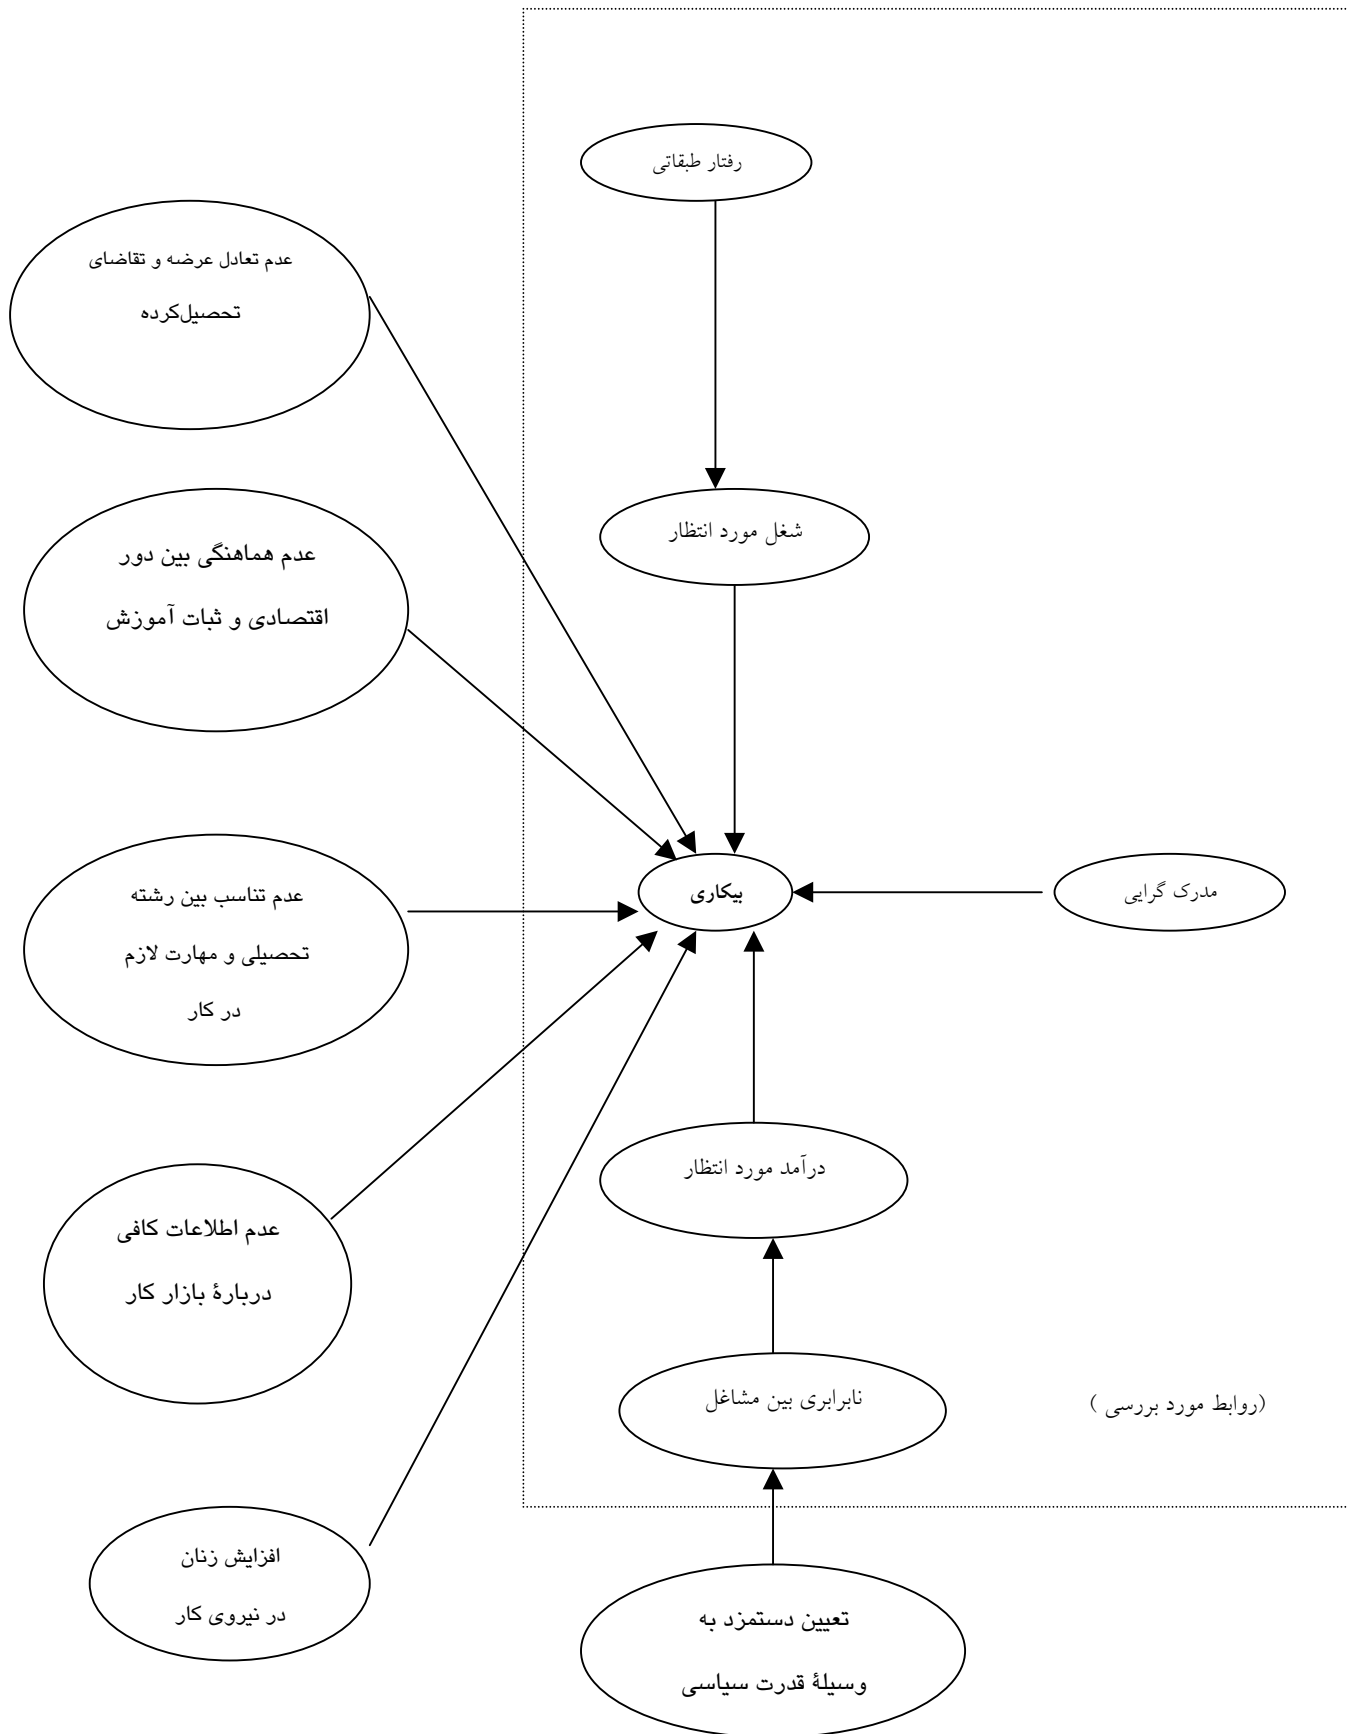 رفتار طبقاتی
عدم تعادل عرضه و تقاضای
تحصیل‌کرده
شغل مورد انتظار
عدم هماهنگی بین دور
اقتصادی و ثبات آموزش
بیکاری
مدرک گرایی
عدم تناسب بین رشته
تحصیلی و مهارت لازم
در کار
درآمد مورد انتظار
عدم اطلاعات کافی
دربارهٔ بازار کار
نابرابری بین مشاغل
(روابط مورد بررسی )
افزایش زنان
در نیروی کار
تعیین دستمزد به
وسیلهٔ قدرت سیاسی